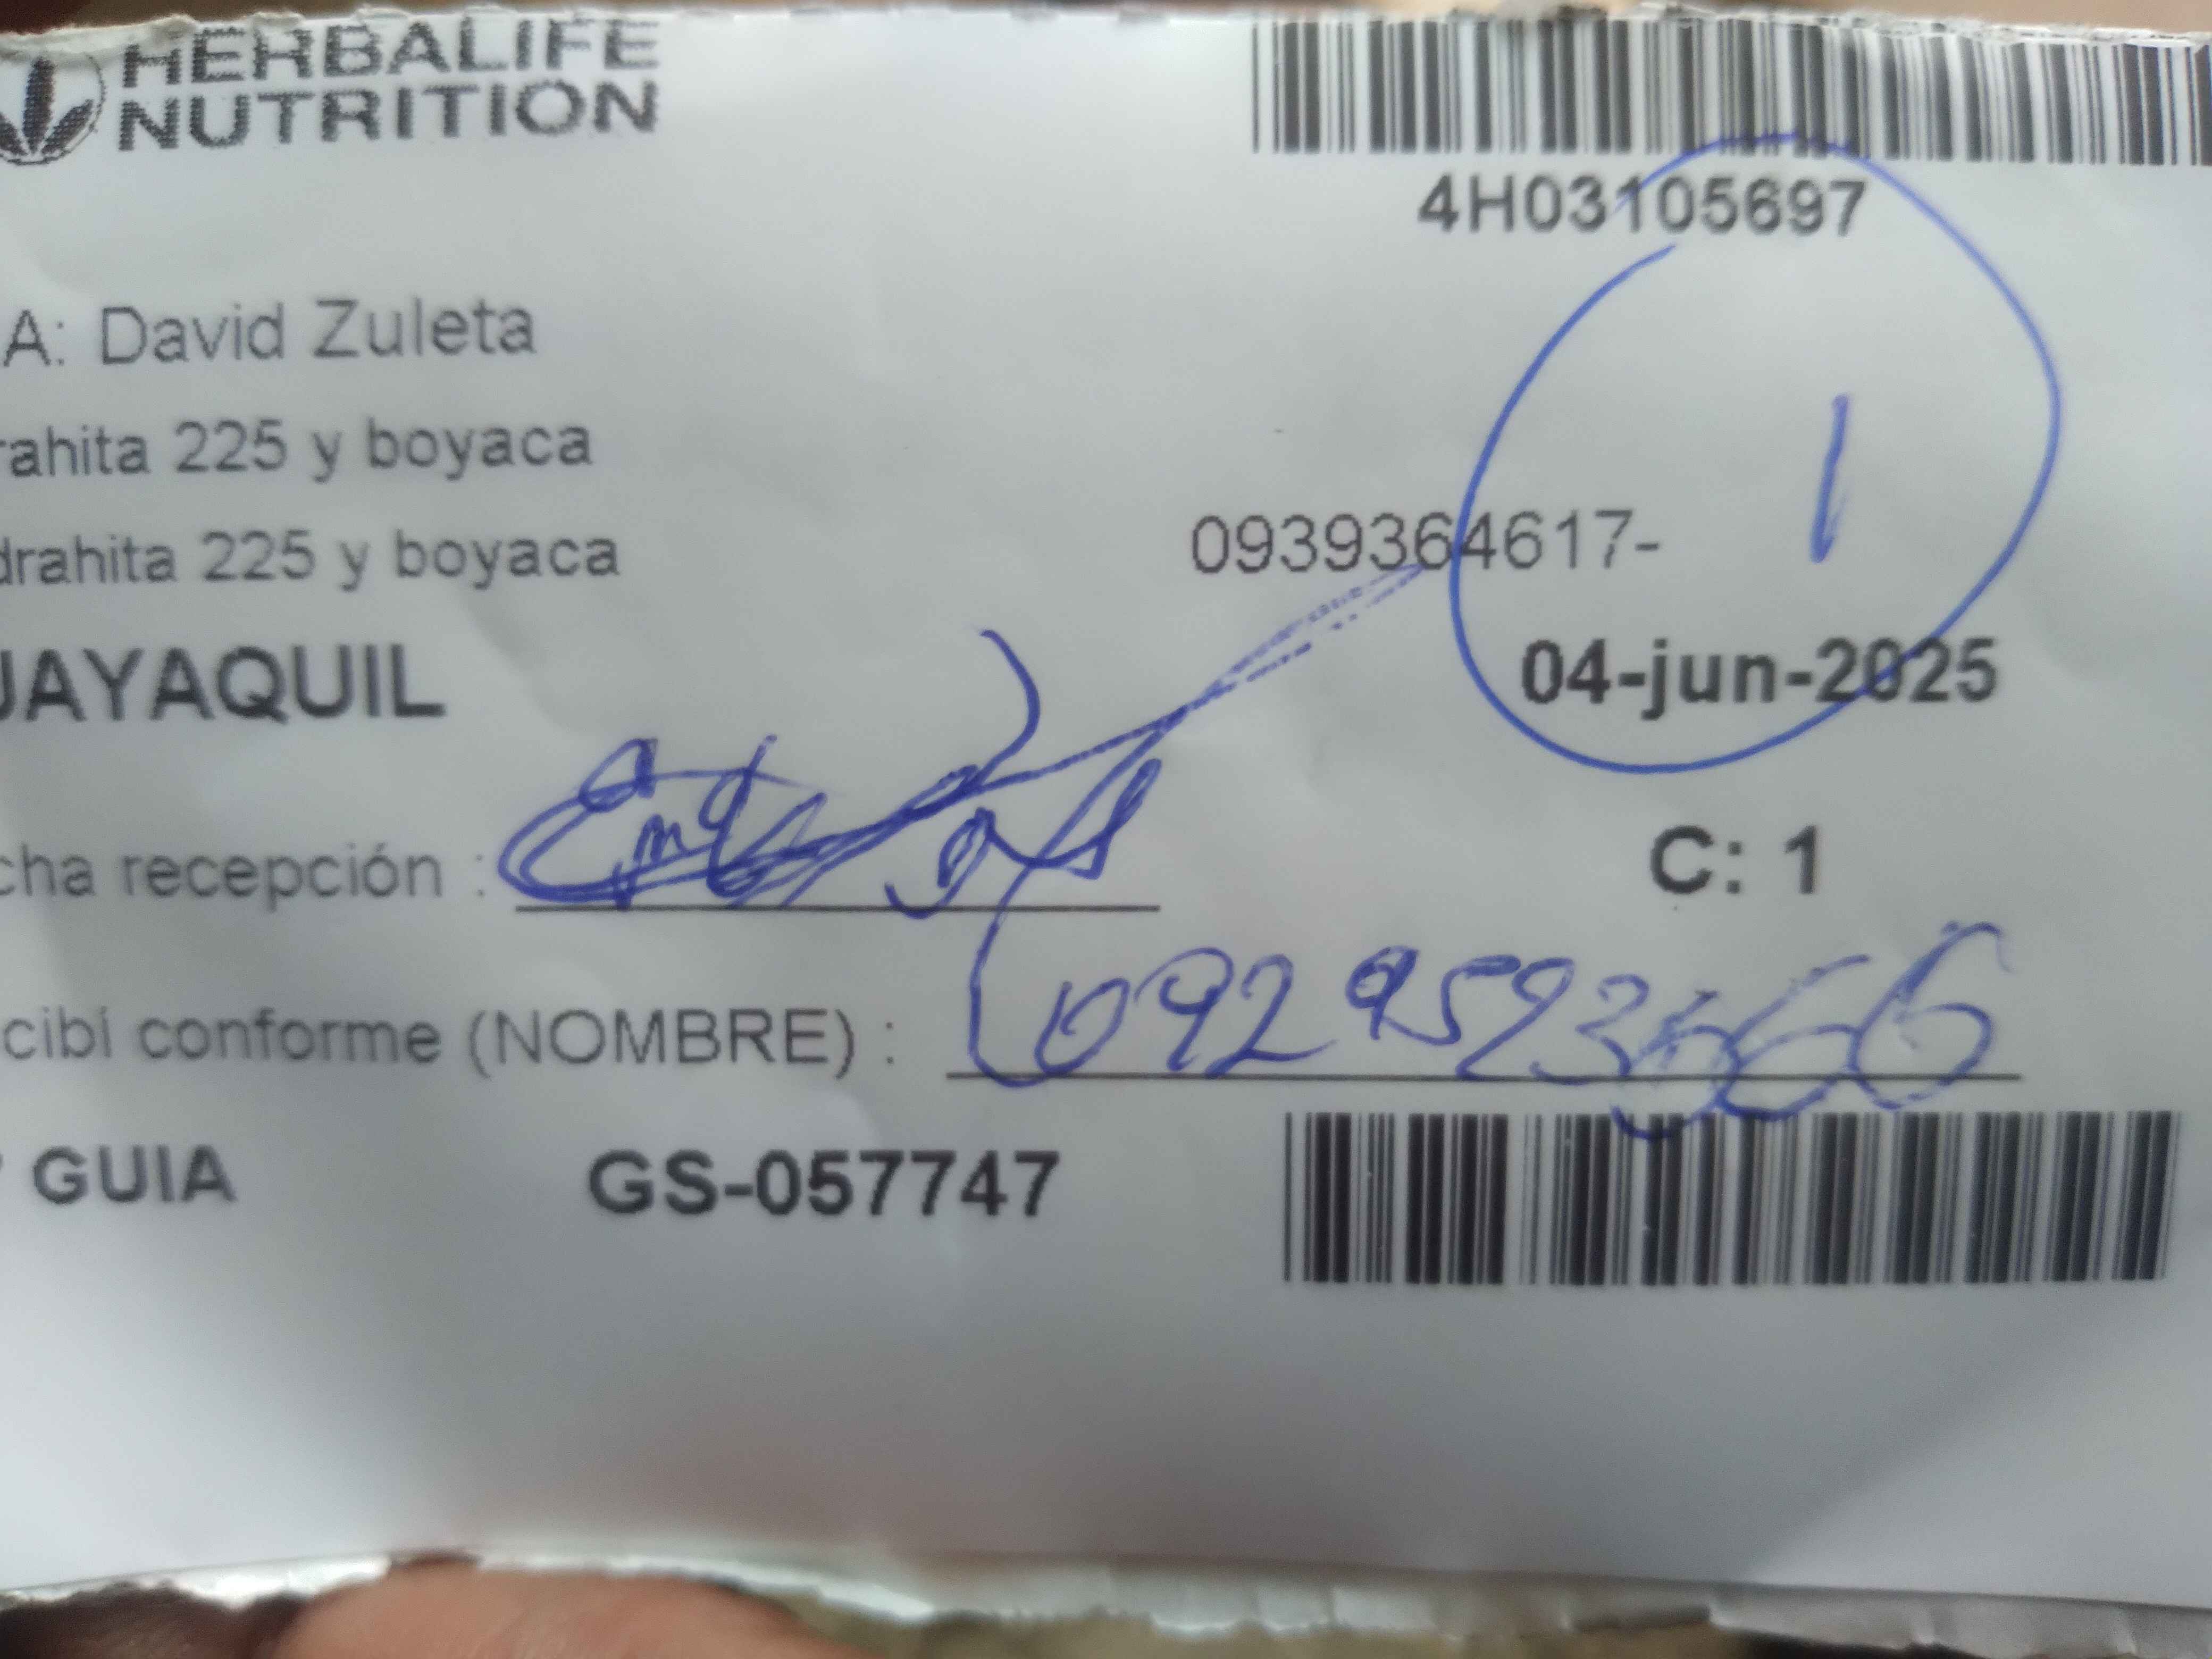 HERBALIFE
NUTRITION
4H03105697
A: David Zuleta
rahita 225 y boyaca
drahita 225 y boyaca
0939364617-
1
UAYAQUIL
04-jun-2025
cha recepción :
C: 1
cibí conforme (NOMBRE) :
GUIA GS-057747